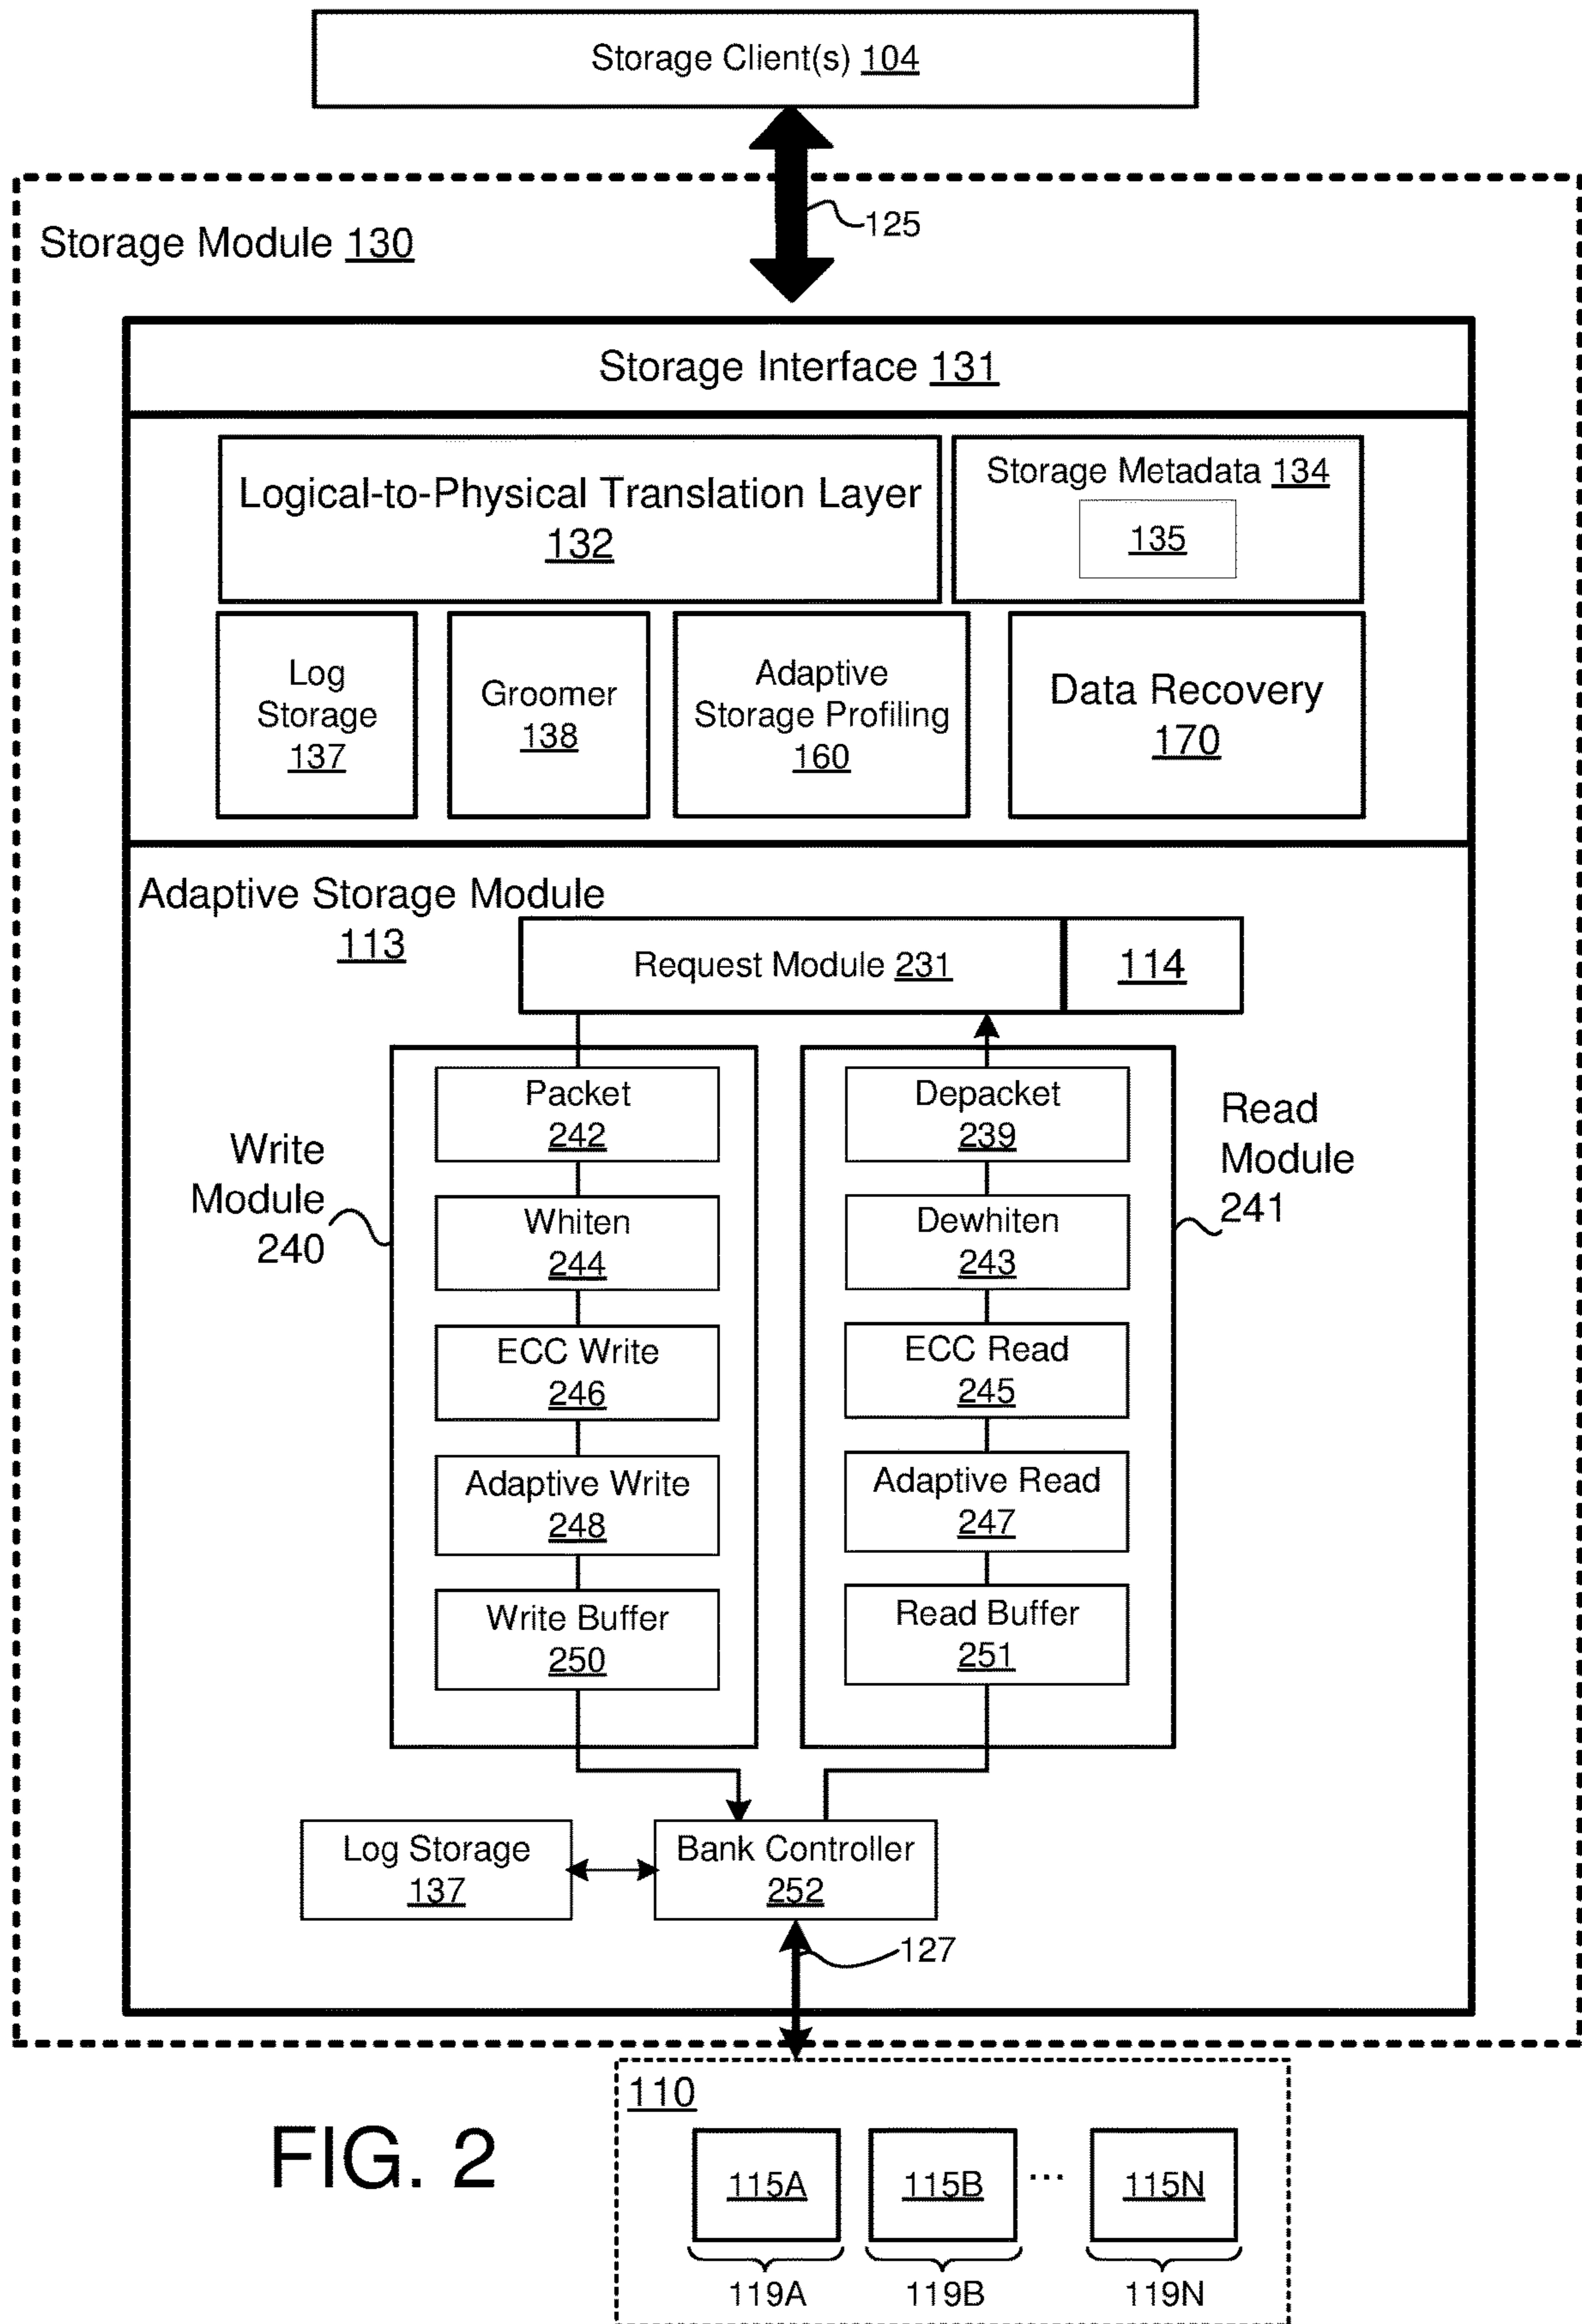 Storage Client(s) 104
125
Storage Module 130
Storage Interface 131
Logical-to-Physical Translation Layer
132
Storage Metadata 134
135
Log
Storage
137
Groomer
138
Adaptive
Storage Profiling
160
Data Recovery
170
Adaptive Storage Module
113
Request Module 231
114
Write
Module
240
Packet
242
Whiten
244
ECC Write
246
Adaptive Write
248
Write Buffer
250
Depacket
239
Dewhiten
243
ECC Read
245
Adaptive Read
247
Read Buffer
251
Read
Module
241
Log Storage
137
Bank Controller
252
127
110
115A
115B
...
115N
119A
119B
119N
FIG. 2